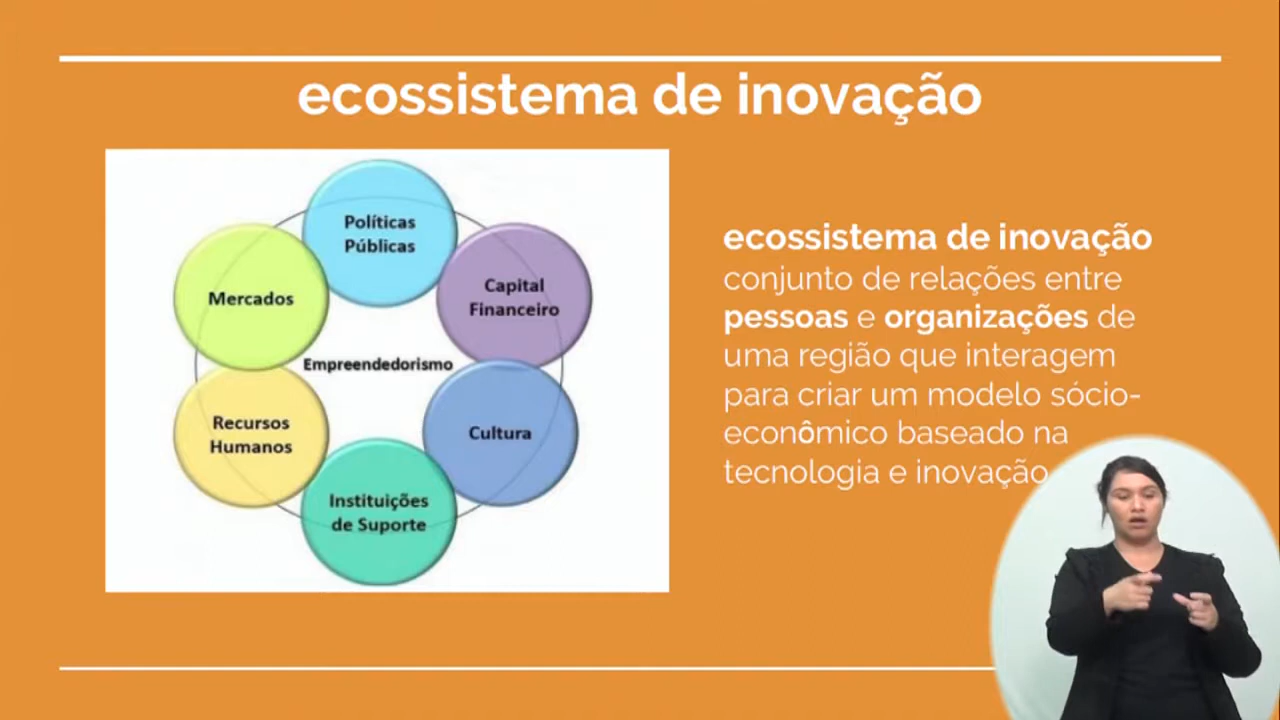 ecossistema de inovação
Políticas
Públicas
Capital
Financeiro
Mercados
Empreendedorismo
Recursos
Humanos
Cultura
Instituições
de Suporte
ecossistema de inovação
conjunto de relações entre
pessoas e organizações de
uma região que interagem
para criar um modelo sócio-
econômico baseado na
tecnologia e inovação